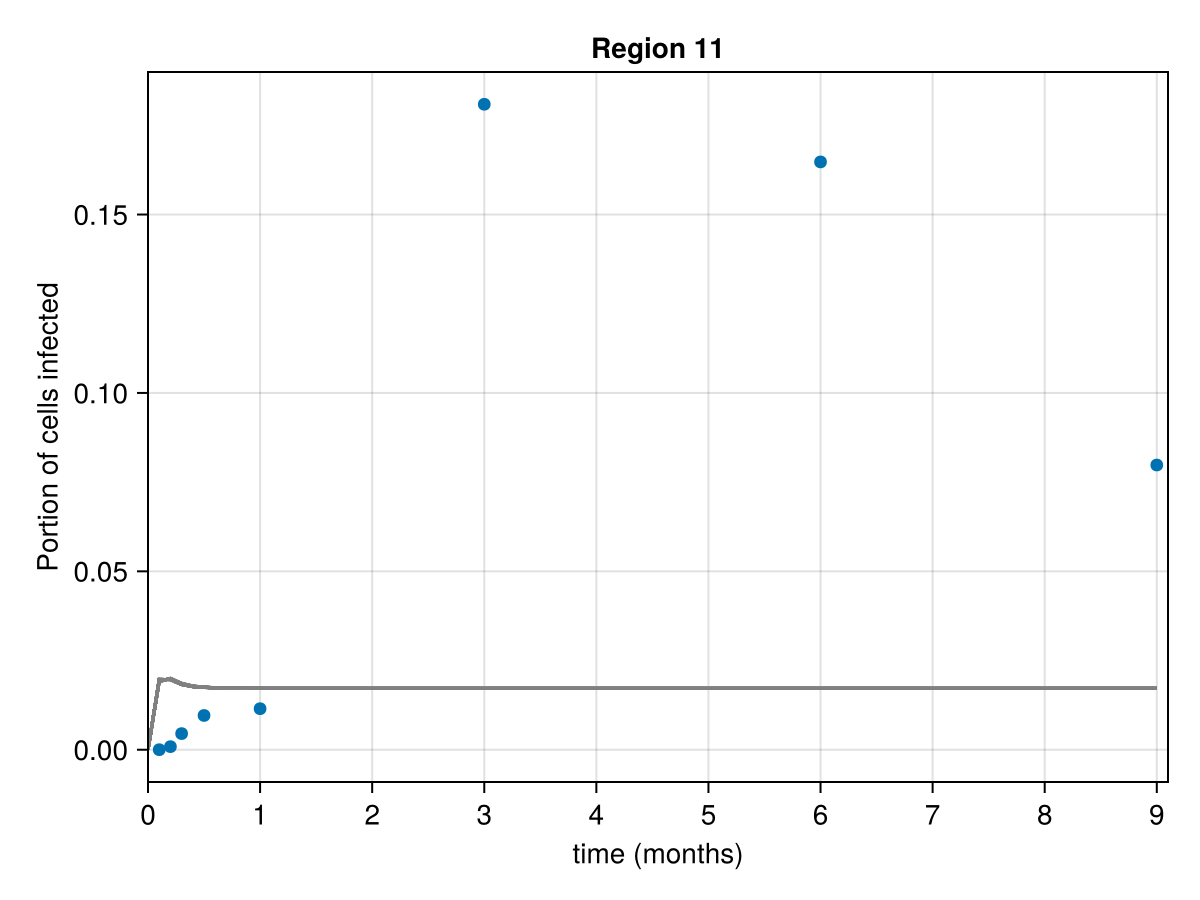 Region 11
Portion of cells infected
0.15
0.10
0.05
0.00
0 1 2 3 4 5 6 7 8 9
time (months)